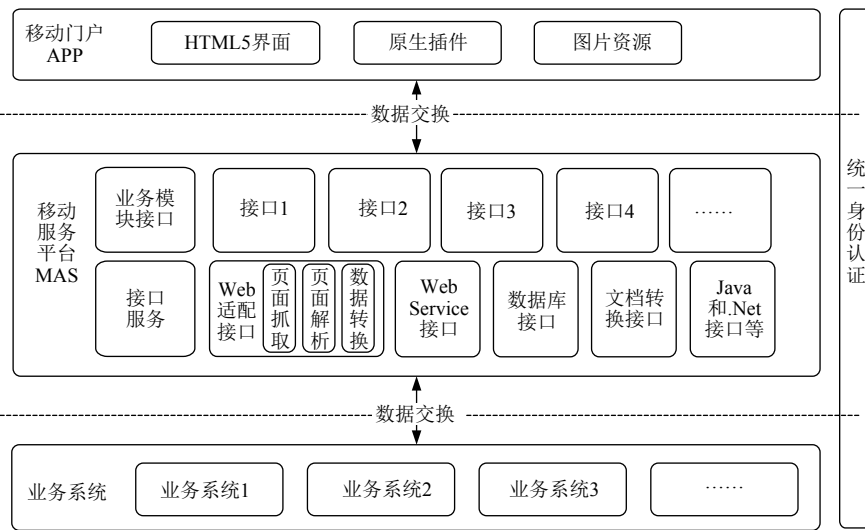 移动门户
APP
HTML5界面
原生插件
图片资源
数据交换
移动
服务
平台
MAS
业务模
块接口
接口1
接口2
接口3
接口4
……
接口
服务
Web
适配
接口
页面抓取
页面解析
数据转换
Web
Service
接口
数据库
接口
文档转
换接口
Java
和.Net
接口等
数据交换
业务系统
业务系统1
业务系统2
业务系统3
……
统一身份认证